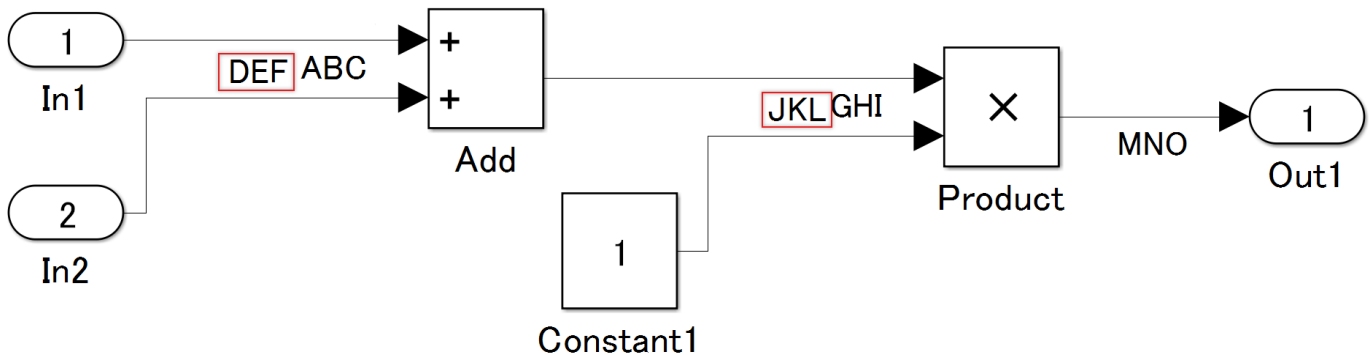 1
In1
DEF ABC
+
+
Add
2
In2
1
Constant1
JKL GHI
×
Product
MNO
1
Out1